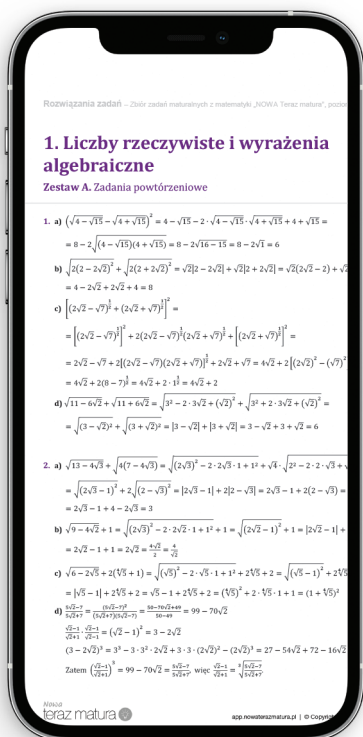 Rozwiązania zadań – Zbiór zadań maturalnych z matematyki „NOWA Teraz matura”, pozio
1. Liczby rzeczywiste i wyrażenia
algebraiczne
Zestaw A. Zadania powtórzeniowe
1. a) (√(4 − √15) − √(4 + √15))² = 4 − √15 − 2 · √(4 − √15) · √(4 + √15) + 4 + √15 =
= 8 − 2√((4 − √15)(4 + √15)) = 8 − 2√(16 − 15) = 8 − 2√1 = 6
b) √(2(2 − 2√2)²) + √(2(2 + 2√2)²) = √2|2 − 2√2| + √2|2 + 2√2| = √2(2√2 − 2) + √2
= 4 − 2√2 + 2√2 + 4 = 8
c) [(2√2 − √7)^½ + (2√2 + √7)^½]² =
= [(2√2 − √7)^½]² + 2(2√2 − √7)^½(2√2 + √7)^½ + [(2√2 + √7)^½]² =
= 2√2 − √7 + 2[(2√2 − √7)(2√2 + √7)]^½ + 2√2 + √7 = 4√2 + 2[(2√2)² − (√7)²
= 4√2 + 2(8 − 7)^½ = 4√2 + 2 · 1^½ = 4√2 + 2
d) √(11 − 6√2) + √(11 + 6√2) = √(3² − 2 · 3√2 + (√2)²) + √(3² + 2 · 3√2 + (√2)²) =
= √((3 − √2)²) + √((3 + √2)²) = |3 − √2| + |3 + √2| = 3 − √2 + 3 + √2 = 6
2. a) √(13 − 4√3) + √(4(7 − 4√3)) = √((2√3)² − 2 · 2√3 · 1 + 1²) + √4 · √(2² − 2 · 2 · √3 +
= √((2√3 − 1)²) + 2√((2 − √3)²) = |2√3 − 1| + 2|2 − √3| = 2√3 − 1 + 2(2 − √3) =
= 2√3 − 1 + 4 − 2√3 = 3
b) √(9 − 4√2) + 1 = √((2√3)² − 2 · 2√2 · 1 + 1²) + 1 = √((2√2 − 1)²) + 1 = |2√2 − 1| +
= 2√2 − 1 + 1 = 2√2 = 4√2/2 = 4/√2
c) √(6 − 2√5) + 2(∜5 + 1) = √((√5)² − 2 · √5 · 1 + 1²) + 2∜5 + 2 = √((√5 − 1)²) + 2∜5
= |√5 − 1| + 2∜5 + 2 = √5 − 1 + 2∜5 + 2 = (∜5)² + 2 · ∜5 · 1 + 1 = (1 + ∜5)²
d) (5√2−7)/(5√2+7) = (5√2−7)²/((5√2+7)(5√2−7)) = (50−70√2+49)/(50−49) = 99 − 70√2
(√2−1)/(√2+1) · (√2−1)/(√2−1) = (√2 − 1)² = 3 − 2√2
(3 − 2√2)³ = 3³ − 3 · 3² · 2√2 + 3 · 3 · (2√2)² − (2√2)³ = 27 − 54√2 + 72 − 16√2
Zatem ((√2−1)/(√2+1))³ = 99 − 70√2 = (5√2−7)/(5√2+7), więc (√2−1)/(√2+1) = ∛((5√2−7)/(5√2+7))
Nowa
teraz matura
app.nowaterazmatura.pl | © Copyrig